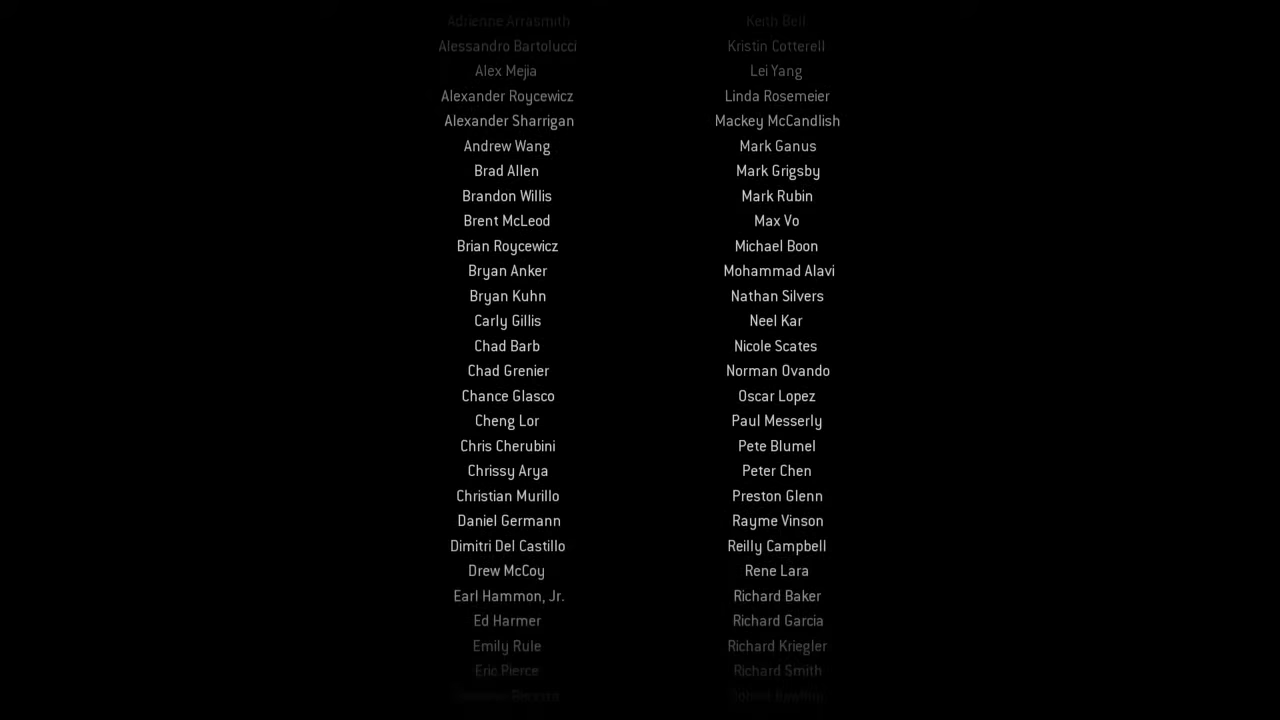 Adrienne Arrasmith
Alessandro Bartolucci
Alex Mejia
Alexander Roycewicz
Alexander Sharrigan
Andrew Wang
Brad Allen
Brandon Willis
Brent McLeod
Brian Roycewicz
Bryan Anker
Bryan Kuhn
Carly Gillis
Chad Barb
Chad Grenier
Chance Glasco
Cheng Lor
Chris Cherubini
Chrissy Arya
Christian Murillo
Daniel Germann
Dimitri Del Castillo
Drew McCoy
Earl Hammon, Jr.
Ed Harmer
Emily Rule
Eric Pierce
Keith Bell
Kristin Cotterell
Lei Yang
Linda Rosemeier
Mackey McCandlish
Mark Ganus
Mark Grigsby
Mark Rubin
Max Vo
Michael Boon
Mohammad Alavi
Nathan Silvers
Neel Kar
Nicole Scates
Norman Ovando
Oscar Lopez
Paul Messerly
Pete Blumel
Peter Chen
Preston Glenn
Rayme Vinson
Reilly Campbell
Rene Lara
Richard Baker
Richard Garcia
Richard Kriegler
Richard Smith